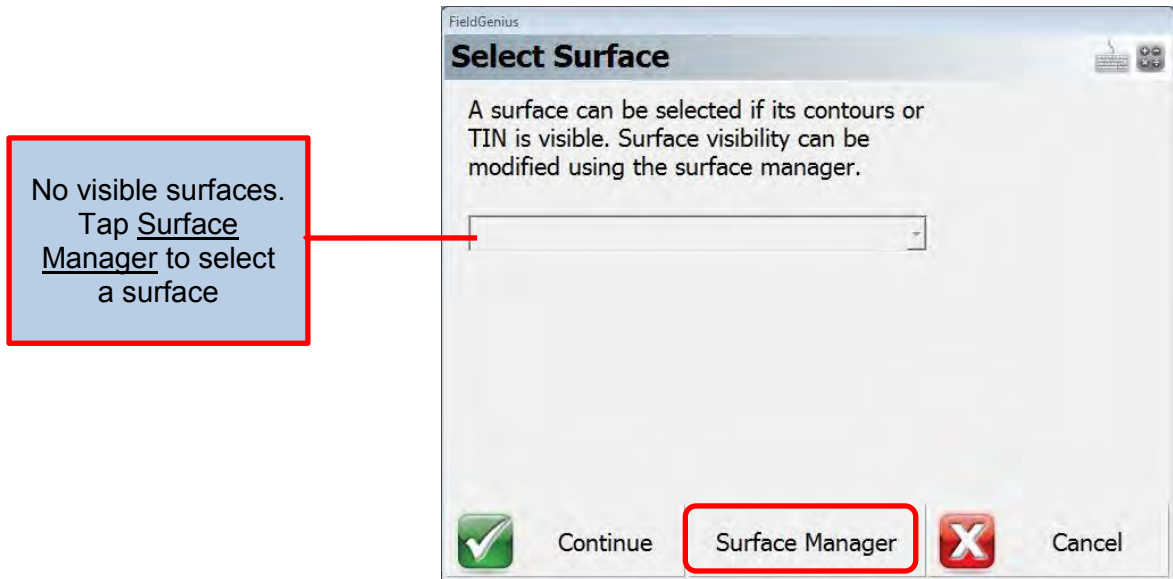 FieldGenius
Select Surface
A surface can be selected if its contours or
TIN is visible. Surface visibility can be
modified using the surface manager.
No visible surfaces.
Tap Surface
Manager to select
a surface
Continue
Surface Manager
Cancel